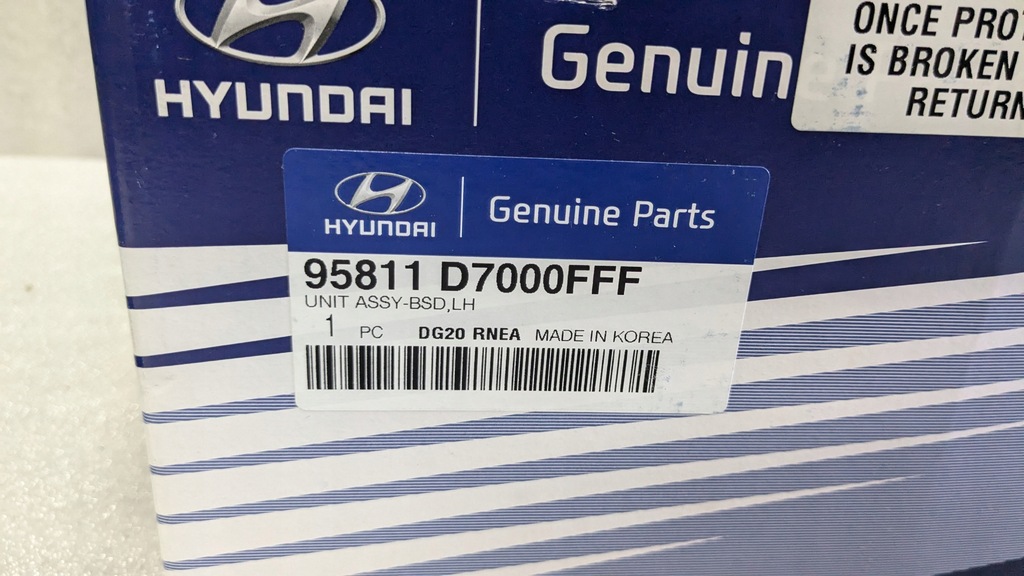 HYUNDAI
Genuin
ONCE PRO
IS BROKEN
RETURN
HYUNDAI
Genuine Parts
95811 D7000FFF
UNIT ASSY-BSD,LH
1 PC DG20 RNEA MADE IN KOREA